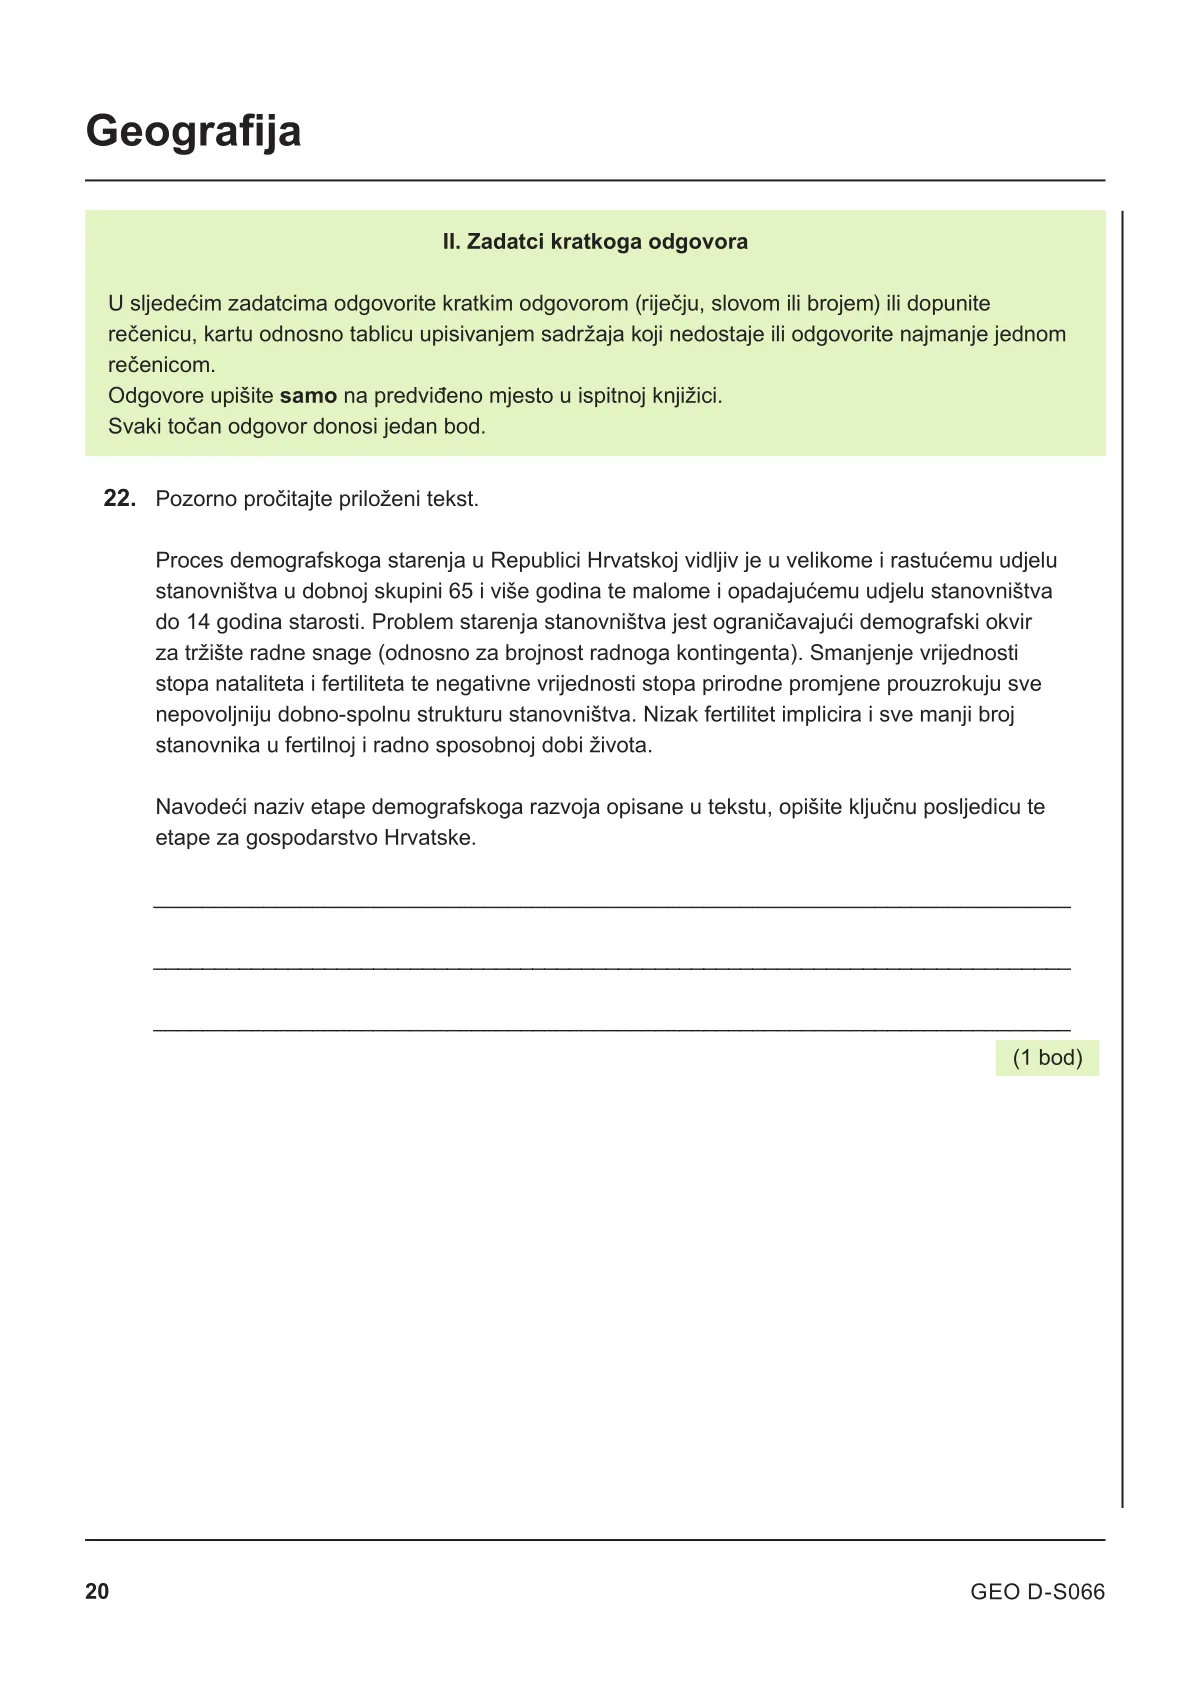 Geografija
II. Zadatci kratkoga odgovora
U sljedećim zadatcima odgovorite kratkim odgovorom (riječju, slovom ili brojem) ili dopunite
rečenicu, kartu odnosno tablicu upisivanjem sadržaja koji nedostaje ili odgovorite najmanje jednom
rečenicom.
Odgovore upišite samo na predviđeno mjesto u ispitnoj knjižici.
Svaki točan odgovor donosi jedan bod.
22. Pozorno pročitajte priloženi tekst.
Proces demografskoga starenja u Republici Hrvatskoj vidljiv je u velikome i rastućemu udjelu
stanovništva u dobnoj skupini 65 i više godina te malome i opadajućemu udjelu stanovništva
do 14 godina starosti. Problem starenja stanovništva jest ograničavajući demografski okvir
za tržište radne snage (odnosno za brojnost radnoga kontingenta). Smanjenje vrijednosti
stopa nataliteta i fertiliteta te negativne vrijednosti stopa prirodne promjene prouzrokuju sve
nepovoljniju dobno-spolnu strukturu stanovništva. Nizak fertilitet implicira i sve manji broj
stanovnika u fertilnoj i radno sposobnoj dobi života.
Navodeći naziv etape demografskoga razvoja opisane u tekstu, opišite ključnu posljedicu te
etape za gospodarstvo Hrvatske.
(1 bod)
20
GEO D-S066